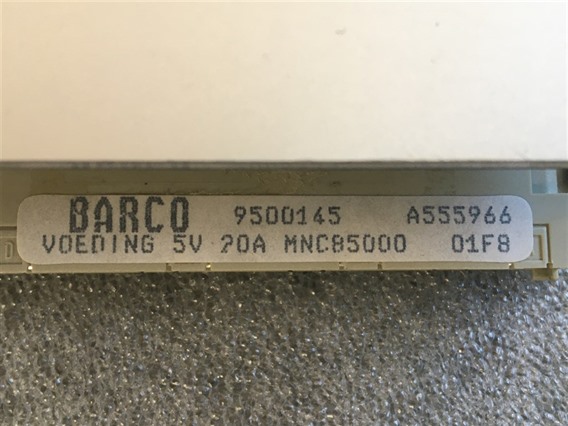 BARCO 9500145 A555966
VOEDING 5V 20A MNC85000 01F8